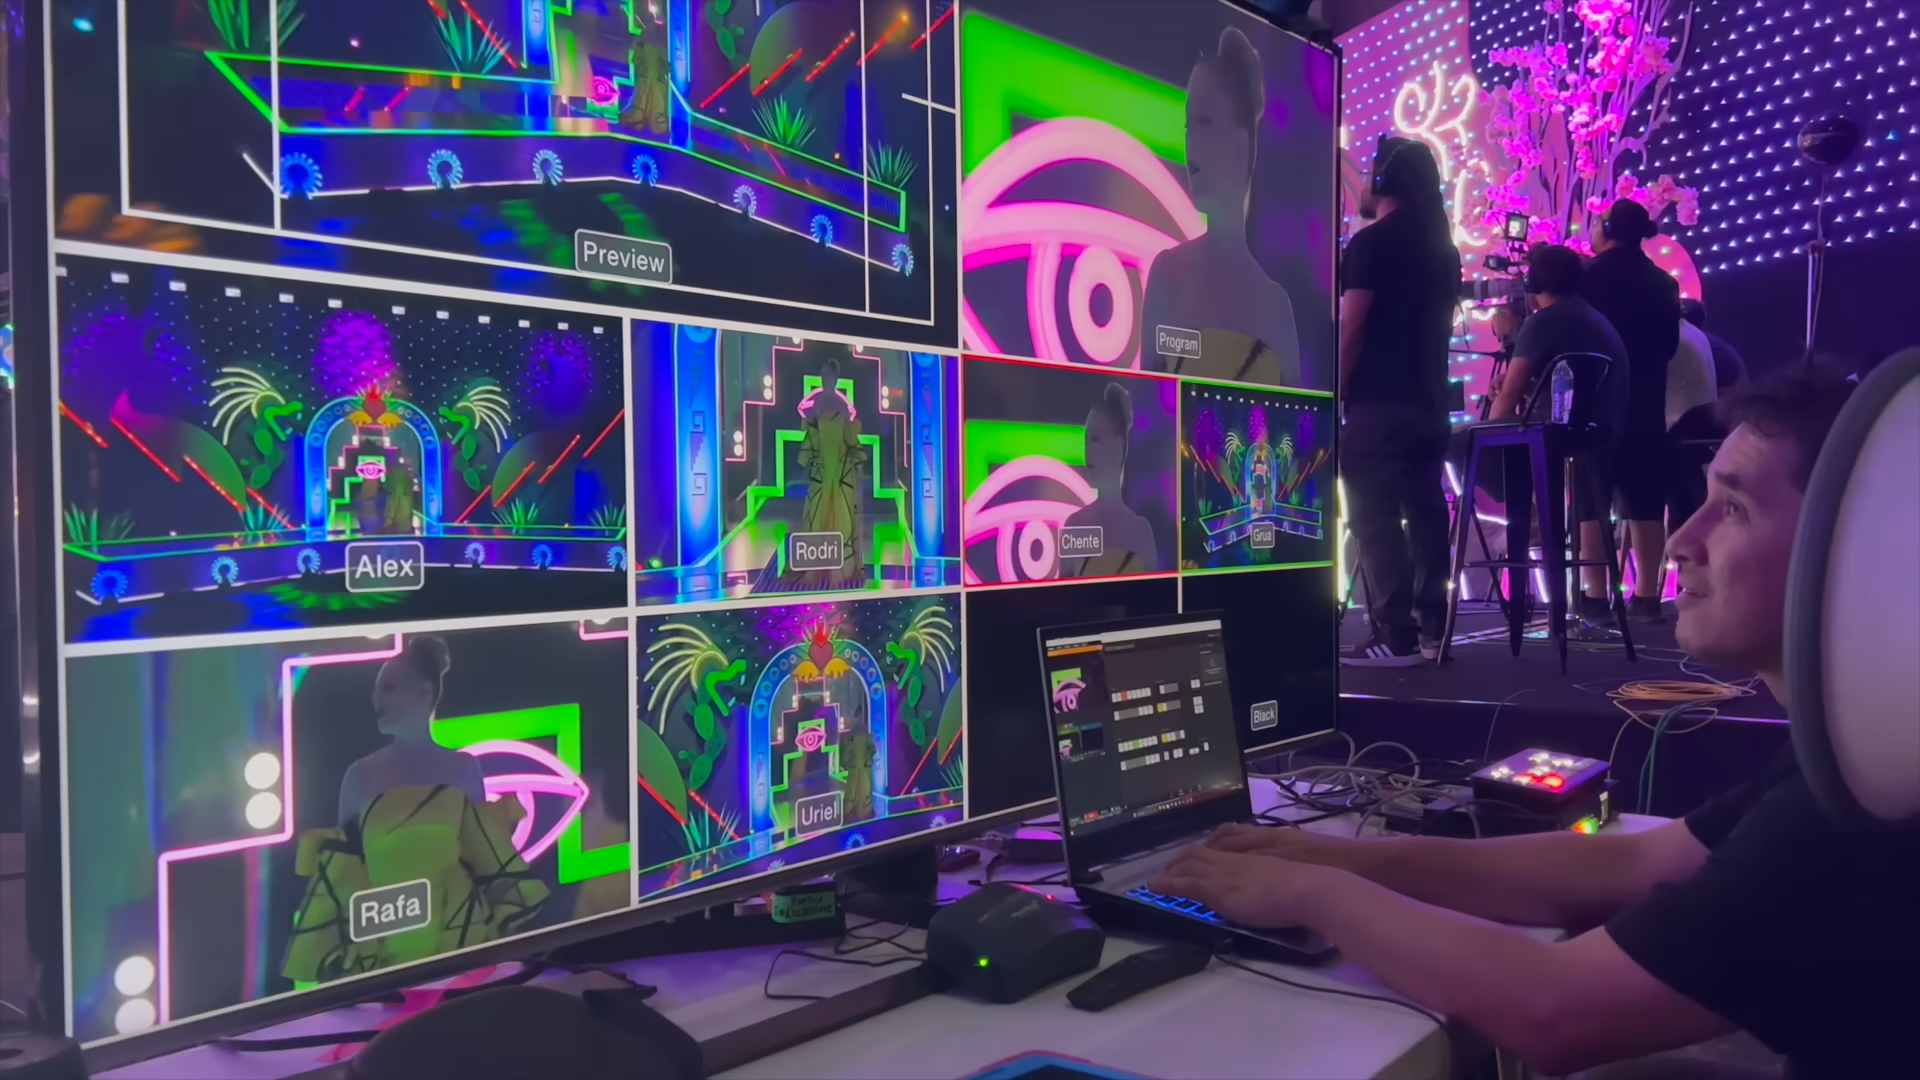 Preview
Program
Alex
Rodri
Chente
Grua
Rafa
Uriel
Black